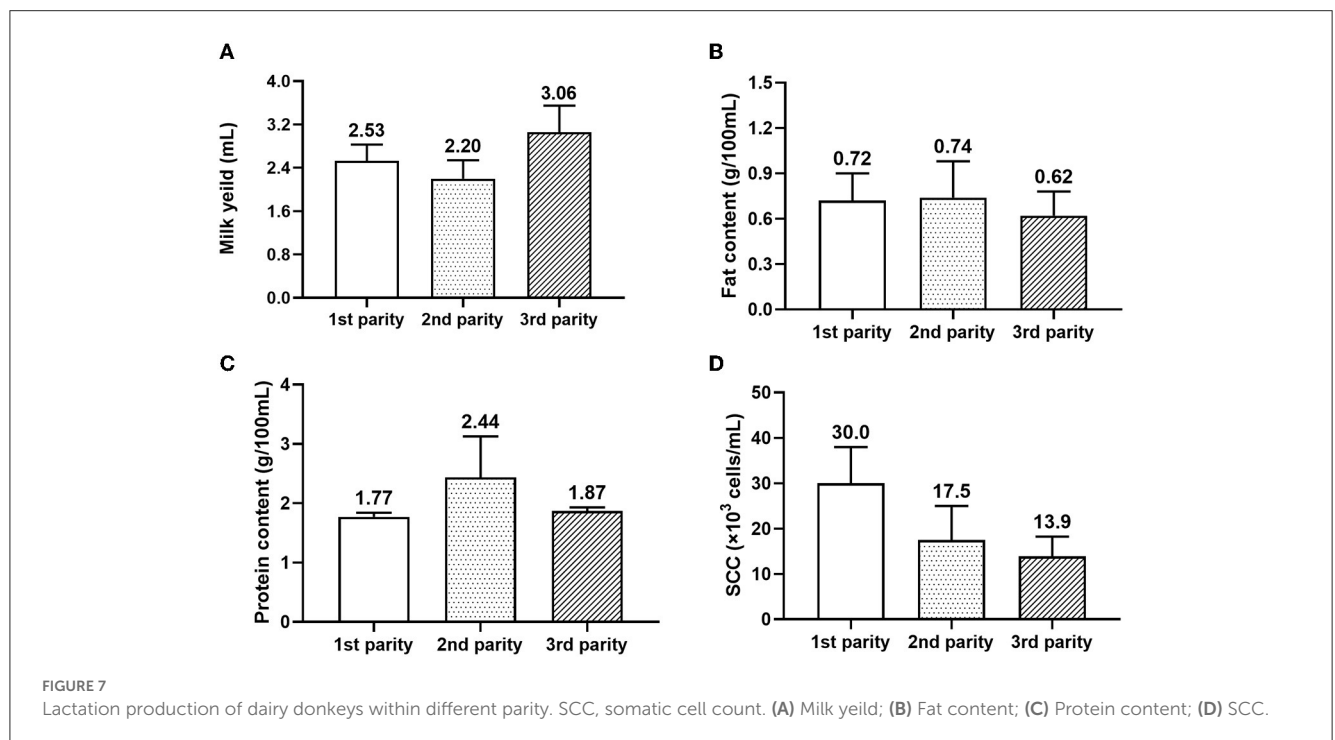 A
Milk yeild (mL)
4.0
3.2
2.4
1.6
0.8
0.0
2.53
2.20
3.06
1st parity
2nd parity
3rd parity
B
Fat content (g/100mL)
1.5
1.2
0.9
0.6
0.3
0.0
0.72
0.74
0.62
1st parity
2nd parity
3rd parity
C
Protein content (g/100mL)
4
3
2
1
0
1.77
2.44
1.87
1st parity
2nd parity
3rd parity
D
SCC (×10³ cells/mL)
50
40
30
20
10
0
30.0
17.5
13.9
1st parity
2nd parity
3rd parity
FIGURE 7
Lactation production of dairy donkeys within different parity. SCC, somatic cell count. (A) Milk yeild; (B) Fat content; (C) Protein content; (D) SCC.